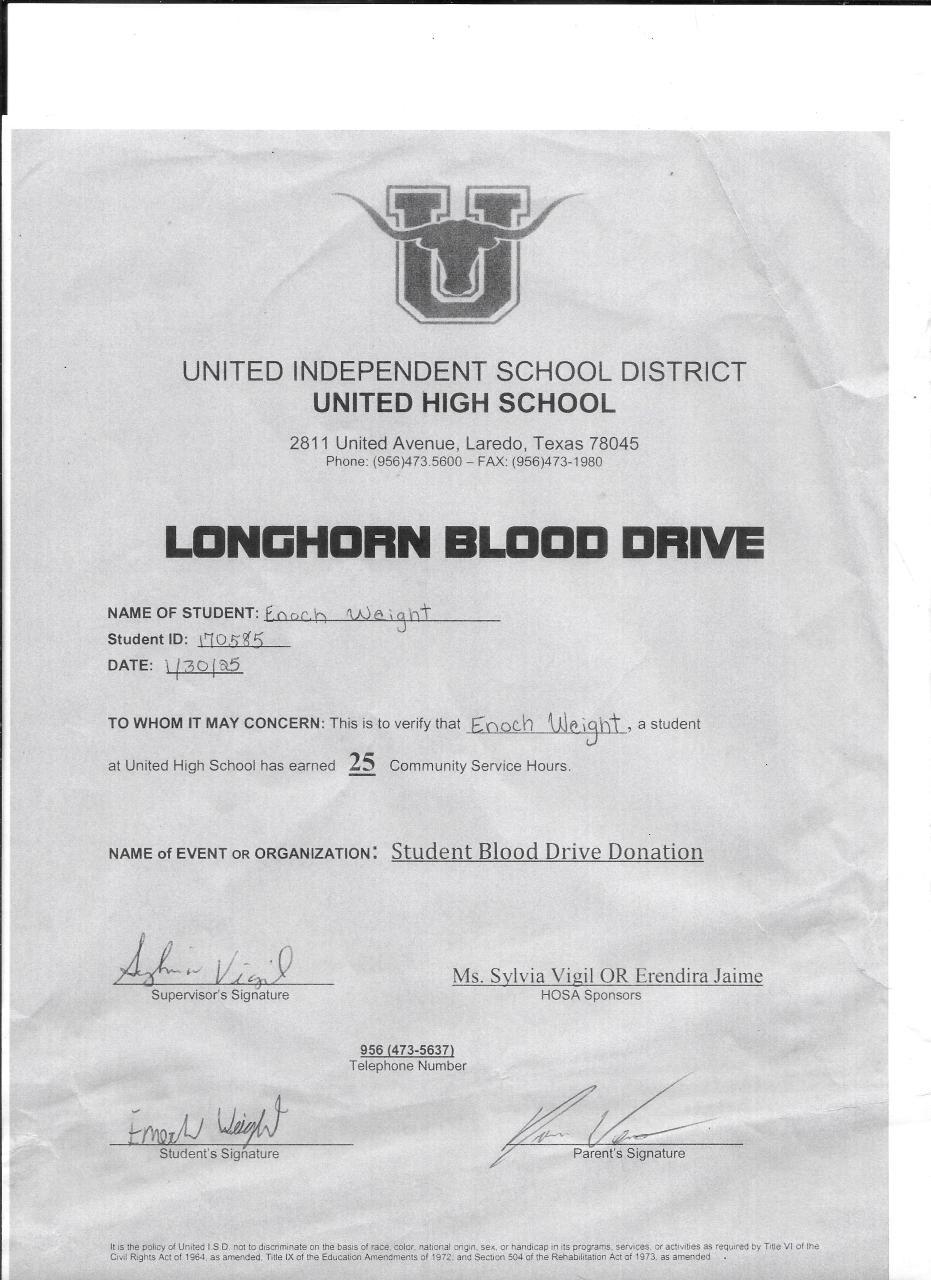 U
UNITED INDEPENDENT SCHOOL DISTRICT
UNITED HIGH SCHOOL
2811 United Avenue, Laredo, Texas 78045
Phone: (956)473.5600 – FAX: (956)473-1980
LONGHORN BLOOD DRIVE
NAME OF STUDENT: Enoch Weight
Student ID: 170585
DATE: 1/30/25
TO WHOM IT MAY CONCERN: This is to verify that Enoch Weight, a student
at United High School has earned 25 Community Service Hours.
NAME of EVENT OR ORGANIZATION: Student Blood Drive Donation
Sylvia Vigil
Supervisor's Signature
Ms. Sylvia Vigil OR Erendira Jaime
HOSA Sponsors
956 (473-5637)
Telephone Number
Enoch Weight
Student's Signature
Parent's Signature
It is the policy of United I.S.D. not to discriminate on the basis of race, color, national origin, sex, or handicap in its programs, services, or activities as required by Title VI of the
Civil Rights Act of 1964, as amended, Title IX of the Education Amendments of 1972; and Section 504 of the Rehabilitation Act of 1973, as amended.